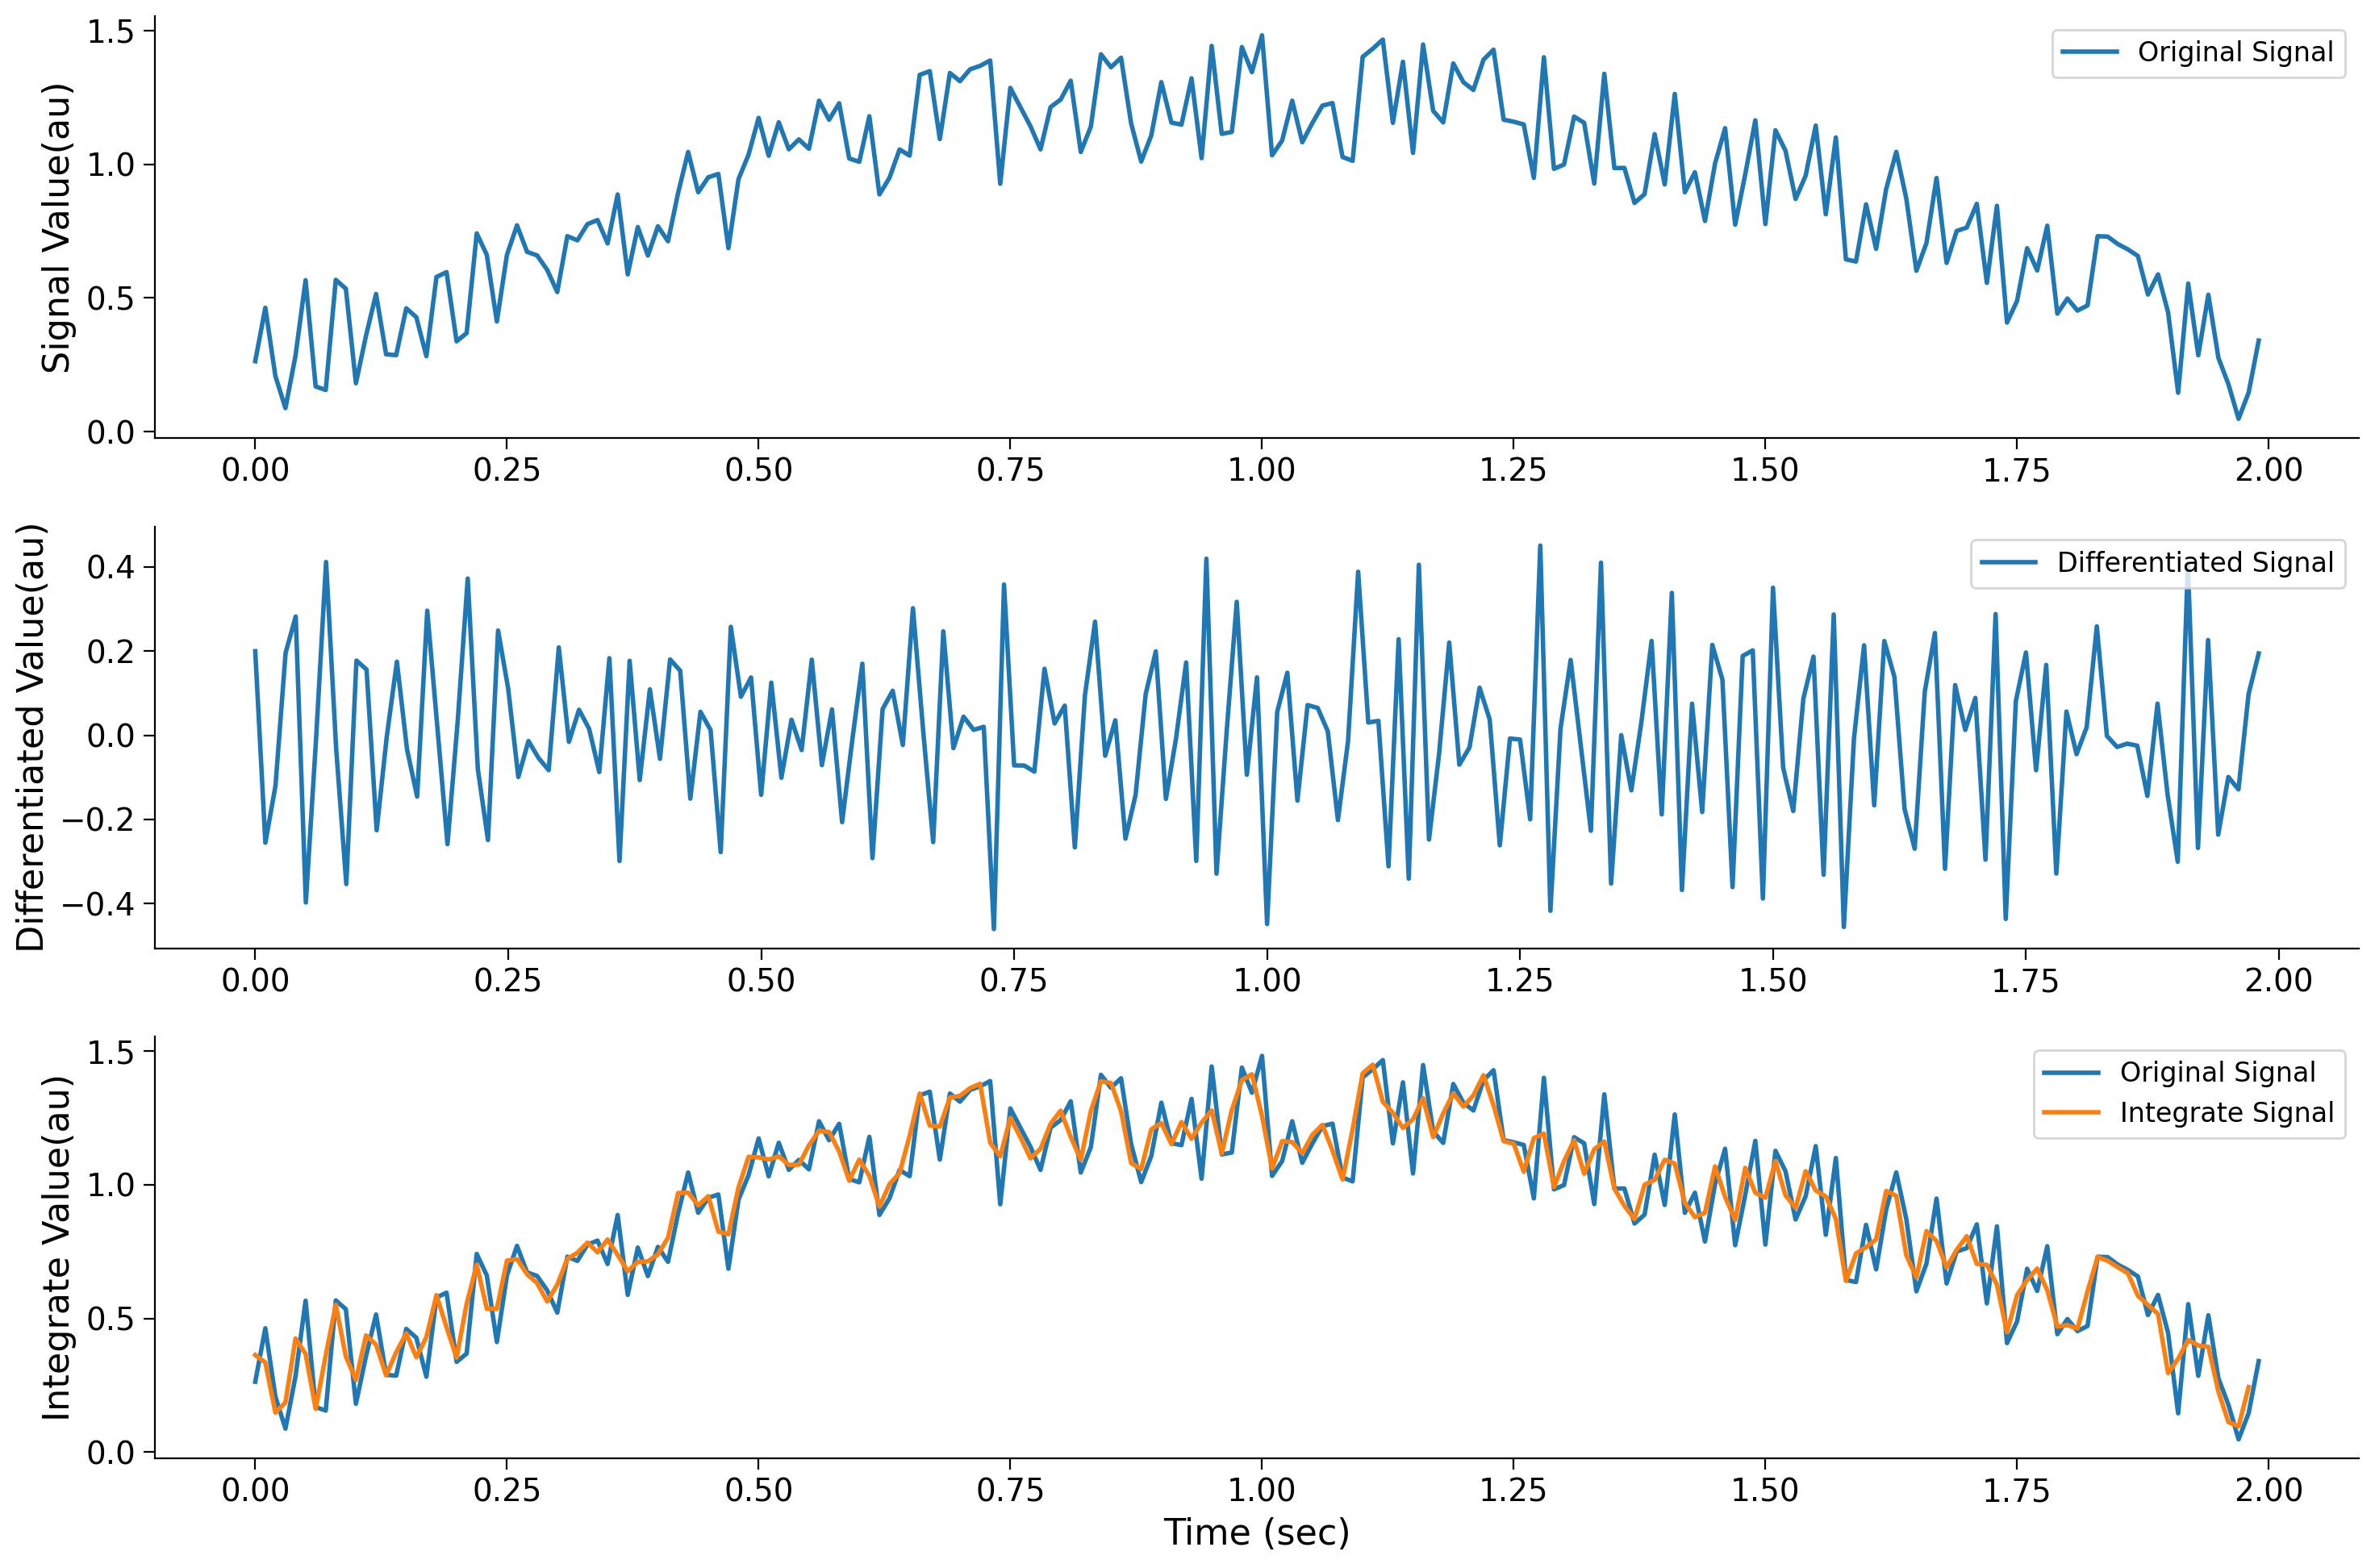 Signal Value(au)
1.5
1.0
0.5
0.0
Original Signal
0.00 0.25 0.50 0.75 1.00 1.25 1.50 1.75 2.00
Differentiated Value(au)
0.4
0.2
0.0
−0.2
−0.4
Differentiated Signal
0.00 0.25 0.50 0.75 1.00 1.25 1.50 1.75 2.00
Integrate Value(au)
1.5
1.0
0.5
0.0
Original Signal
Integrate Signal
0.00 0.25 0.50 0.75 1.00 1.25 1.50 1.75 2.00
Time (sec)